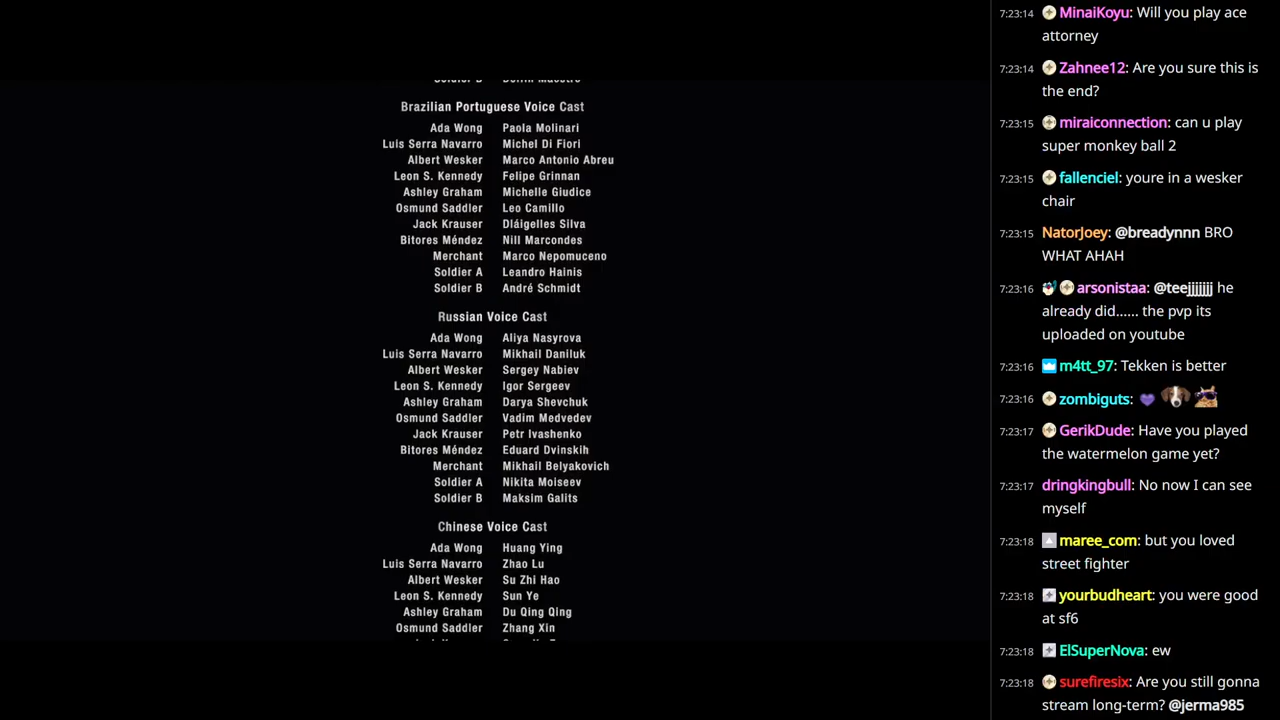 Brazilian Portuguese Voice Cast
Ada Wong Paola Molinari
Luis Serra Navarro Michel Di Fiori
Albert Wesker Marco Antonio Abreu
Leon S. Kennedy Felipe Grinnan
Ashley Graham Michelle Giudice
Osmund Saddler Leo Camillo
Jack Krauser Dláigelles Silva
Bitores Méndez Nill Marcondes
Merchant Marco Nepomuceno
Soldier A Leandro Hainis
Soldier B André Schmidt
Russian Voice Cast
Ada Wong Aliya Nasyrova
Luis Serra Navarro Mikhail Daniluk
Albert Wesker Sergey Nabiev
Leon S. Kennedy Igor Sergeev
Ashley Graham Darya Shevchuk
Osmund Saddler Vadim Medvedev
Jack Krauser Petr Ivashenko
Bitores Méndez Eduard Dvinskih
Merchant Mikhail Belyakovich
Soldier A Nikita Moiseev
Soldier B Maksim Galits
Chinese Voice Cast
Ada Wong Huang Ying
Luis Serra Navarro Zhao Lu
Albert Wesker Su Zhi Hao
Leon S. Kennedy Sun Ye
Ashley Graham Du Qing Qing
Osmund Saddler Zhang Xin
7:23:14 MinaiKoyu: Will you play ace
attorney
7:23:14 Zahnee12: Are you sure this is
the end?
7:23:15 miraiconnection: can u play
super monkey ball 2
7:23:15 fallenciel: youre in a wesker
chair
7:23:15 NatorJoey: @breadynnn BRO
WHAT AHAH
7:23:16 arsonistaa: @teejjjjjjj he
already did...... the pvp its
uploaded on youtube
7:23:16 m4tt_97: Tekken is better
7:23:16 zombiguts:
7:23:17 GerikDude: Have you played
the watermelon game yet?
7:23:17 dringkingbull: No now I can see
myself
7:23:18 maree_com: but you loved
street fighter
7:23:18 yourbudheart: you were good
at sf6
7:23:18 ElSuperNova: ew
7:23:18 surefiresix: Are you still gonna
stream long-term? @jerma985